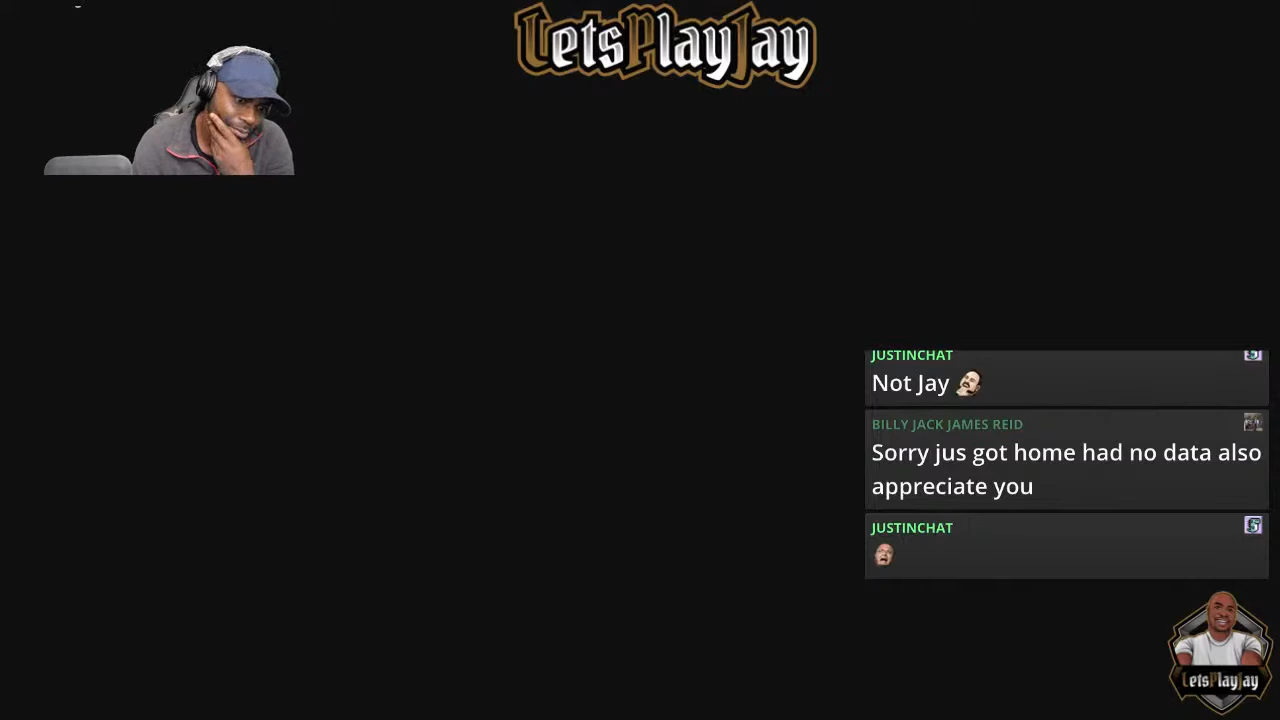 LetsPlayJay
JUSTINCHAT
Not Jay
BILLY JACK JAMES REID
Sorry jus got home had no data also
appreciate you
JUSTINCHAT
LetsPlayJay